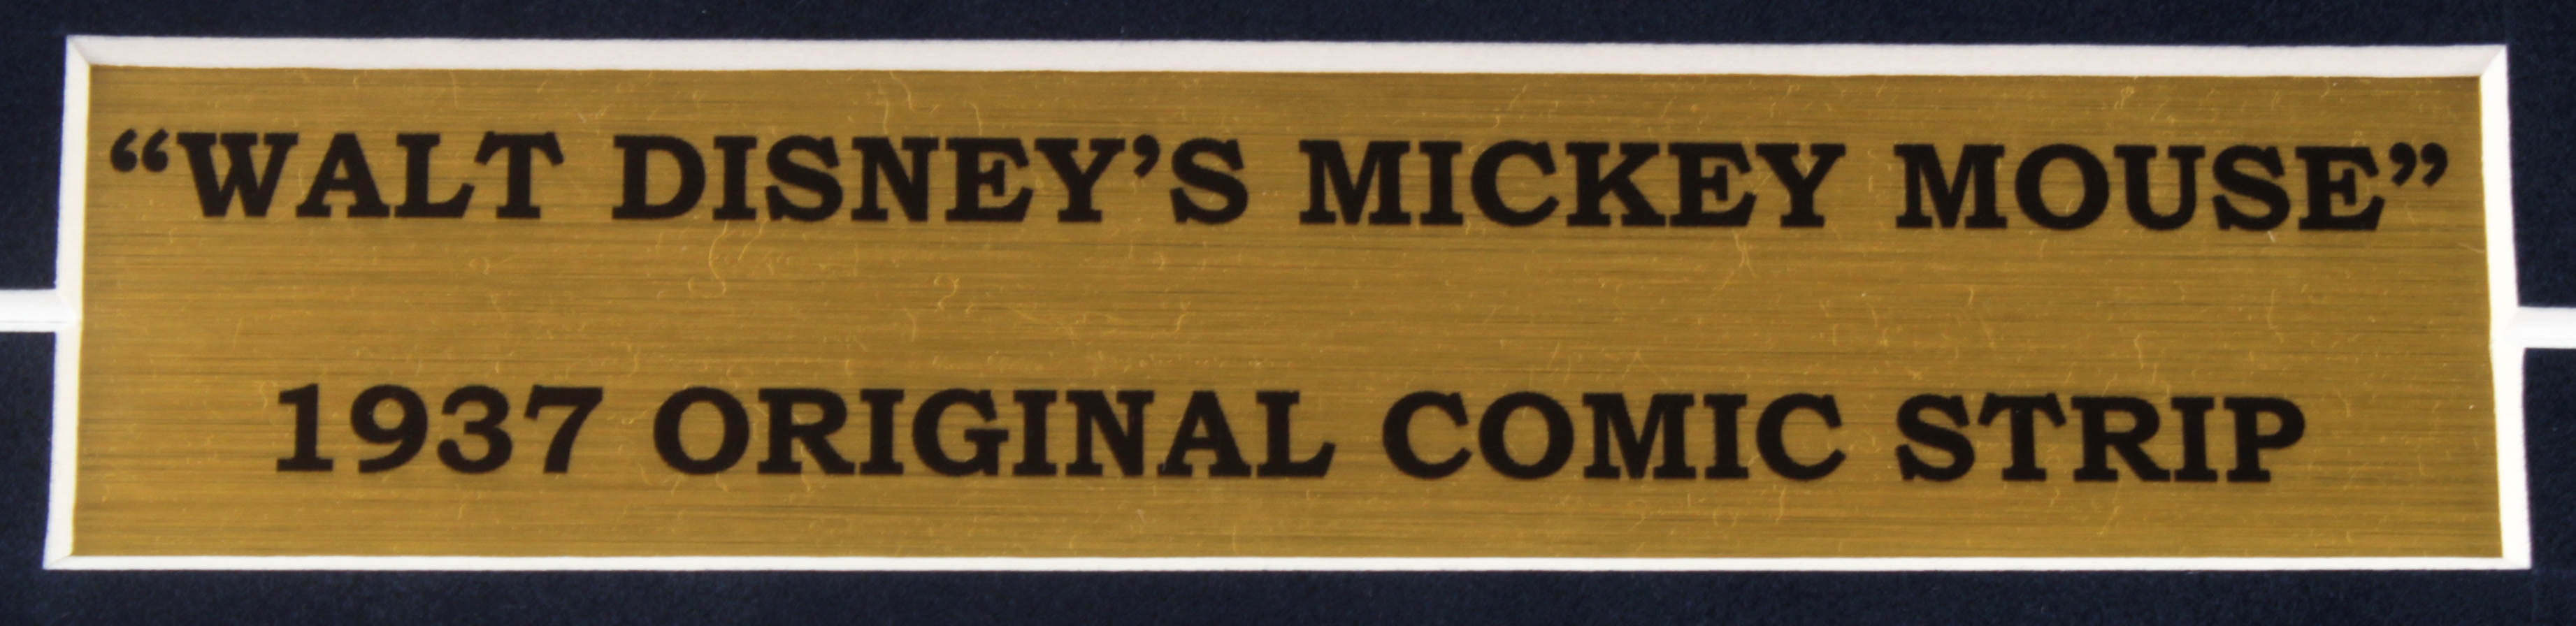 “WALT DISNEY’S MICKEY MOUSE”
1937 ORIGINAL COMIC STRIP